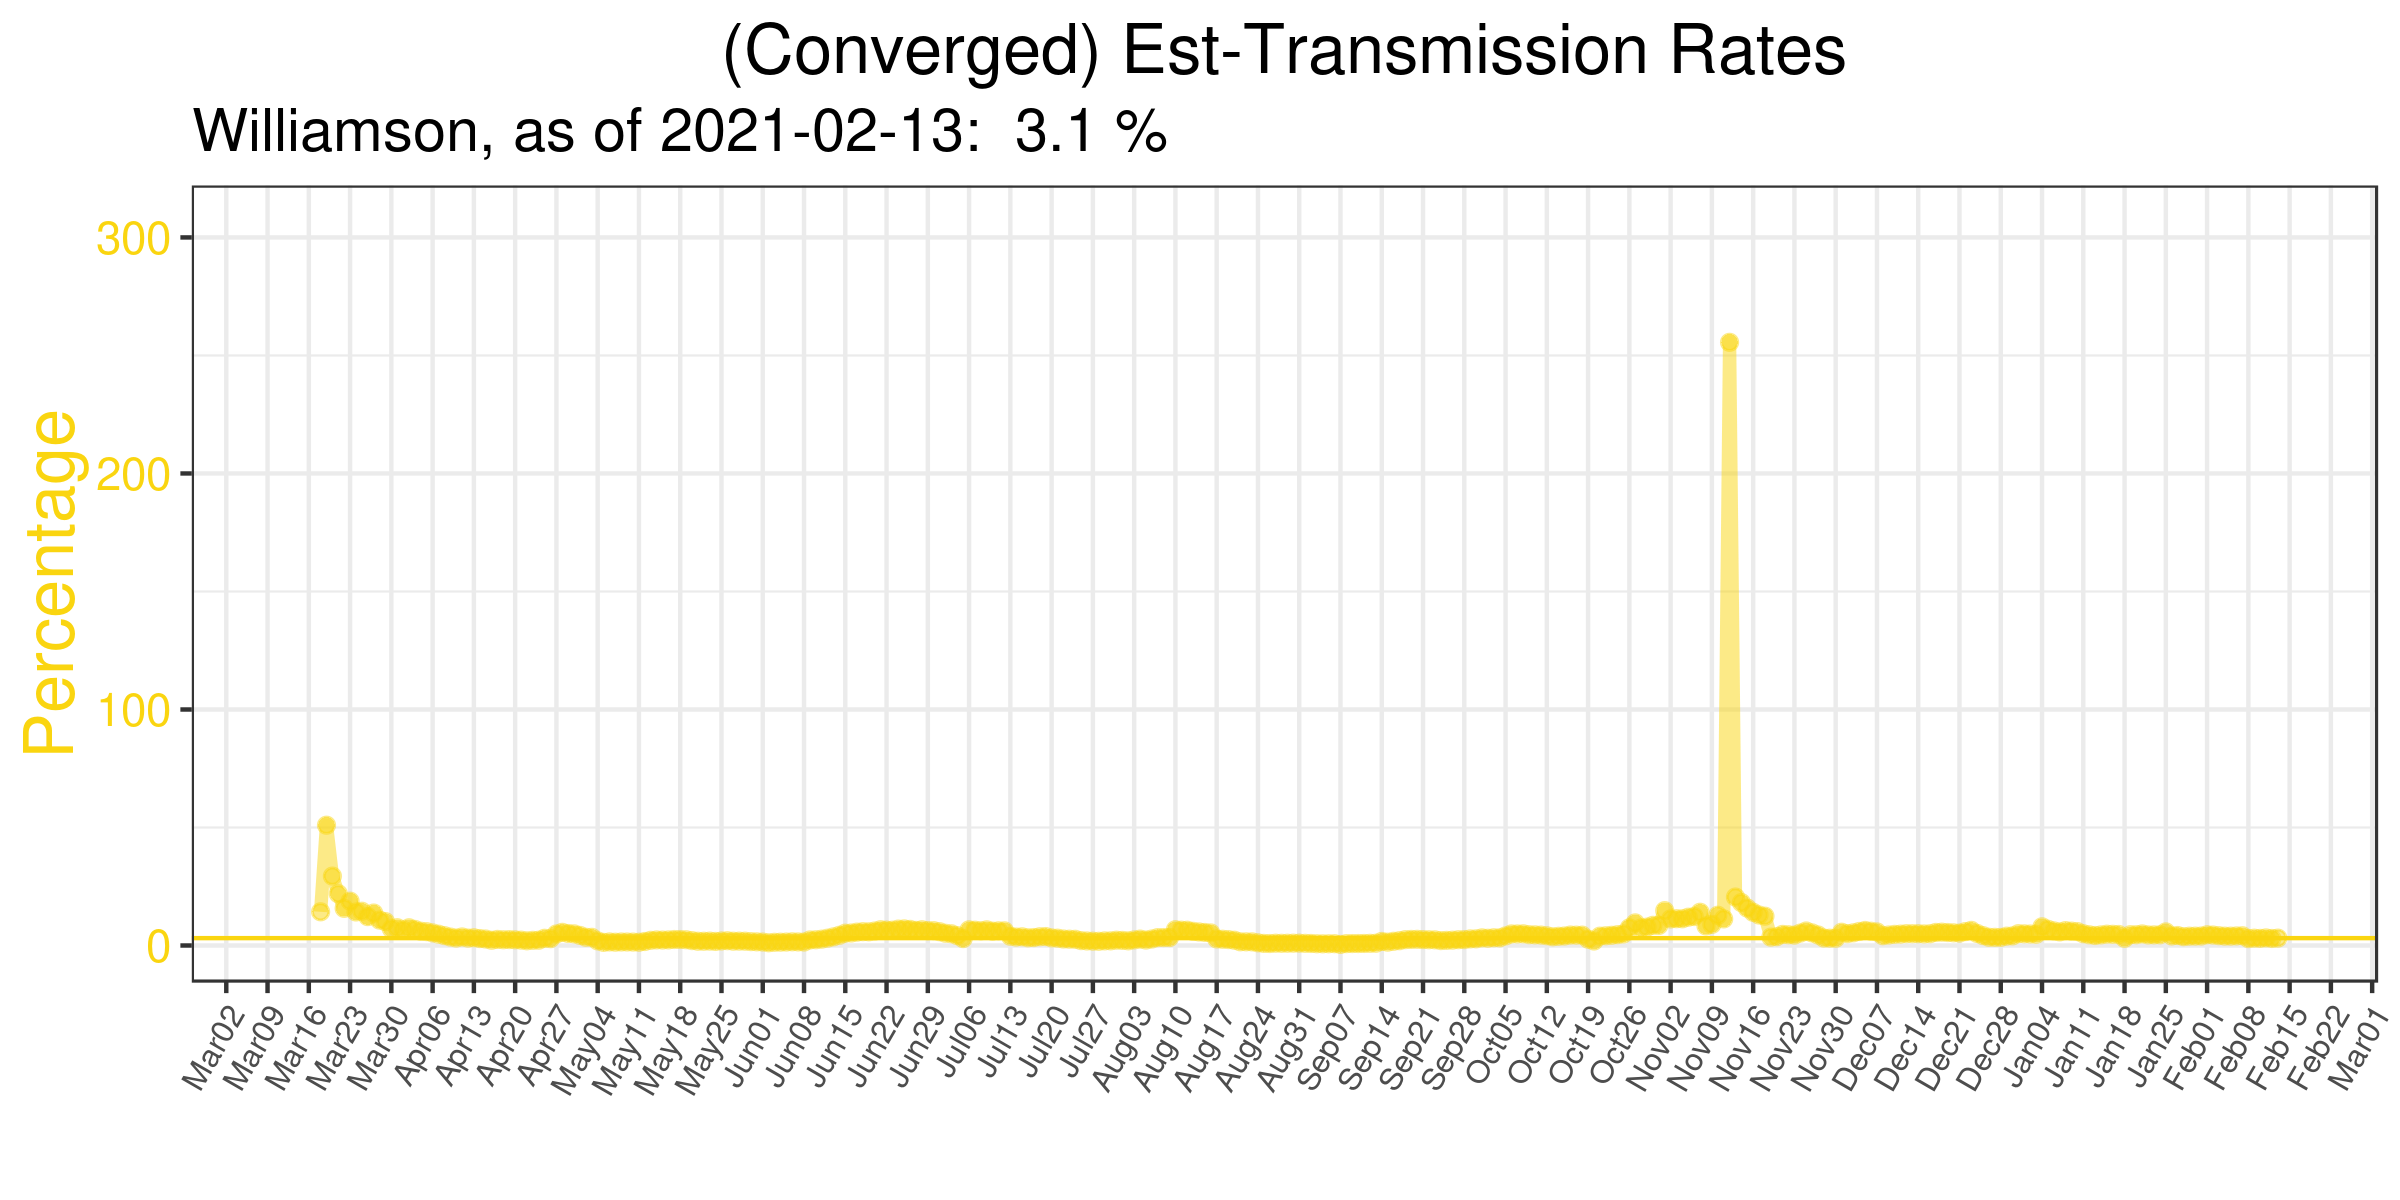 (Converged) Est-Transmission Rates
Williamson, as of 2021-02-13:  3.1 %
Percentage
300
200
100
0
Mar02
Mar09
Mar16
Mar23
Mar30
Apr06
Apr13
Apr20
Apr27
May04
May11
May18
May25
Jun01
Jun08
Jun15
Jun22
Jun29
Jul06
Jul13
Jul20
Jul27
Aug03
Aug10
Aug17
Aug24
Aug31
Sep07
Sep14
Sep21
Sep28
Oct05
Oct12
Oct19
Oct26
Nov02
Nov09
Nov16
Nov23
Nov30
Dec07
Dec14
Dec21
Dec28
Jan04
Jan11
Jan18
Jan25
Feb01
Feb08
Feb15
Feb22
Mar01